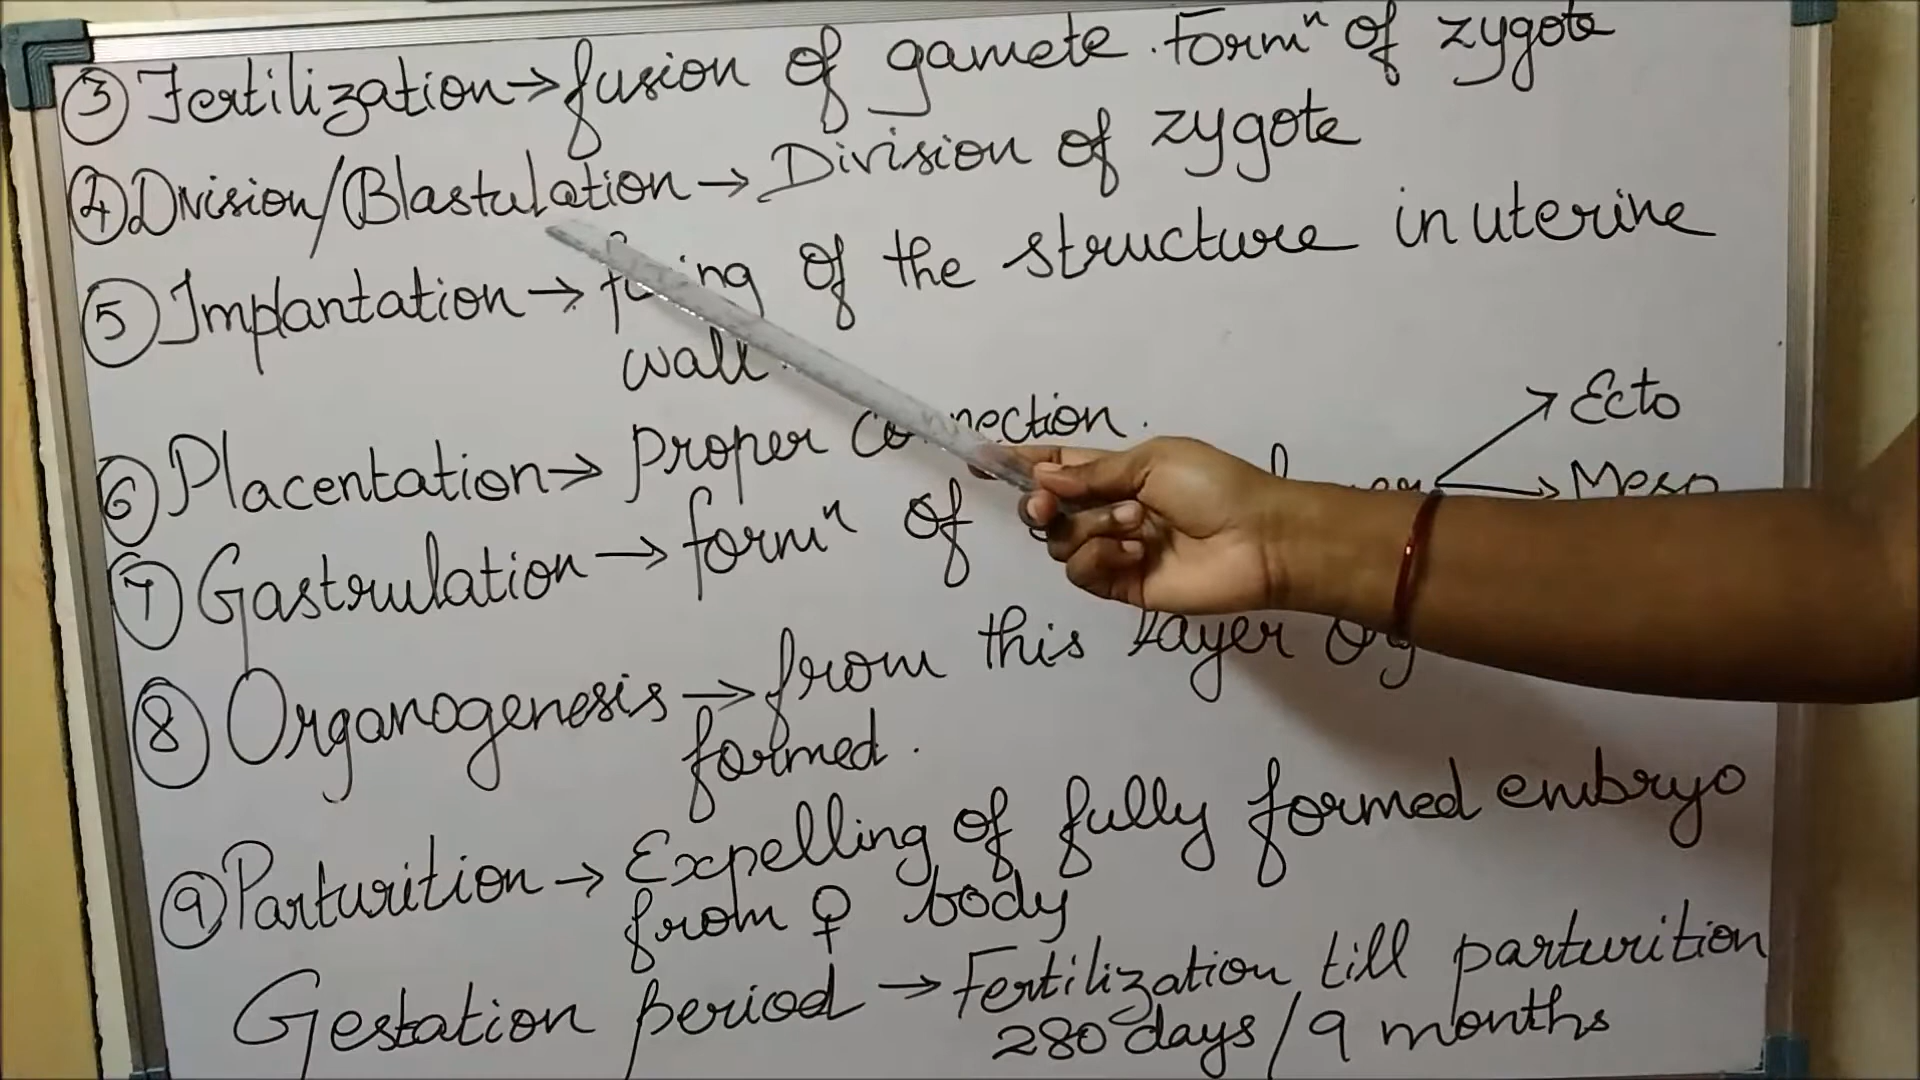 ③ Fertilization → fusion of gamete. Formⁿ of zygote
④ Division/Blastulation → Division of zygote
⑤ Implantation → of the structure in uterine
wall.
⑥ Placentation → Proper connection.
⑦ Gastrulation → formⁿ of → Ecto
→ Meso
⑧ Organogenesis → from this layer
formed.
⑨ Parturition → Expelling of fully formed embryo
from ♀ body
Gestation period → Fertilization till parturition
280 days / 9 months